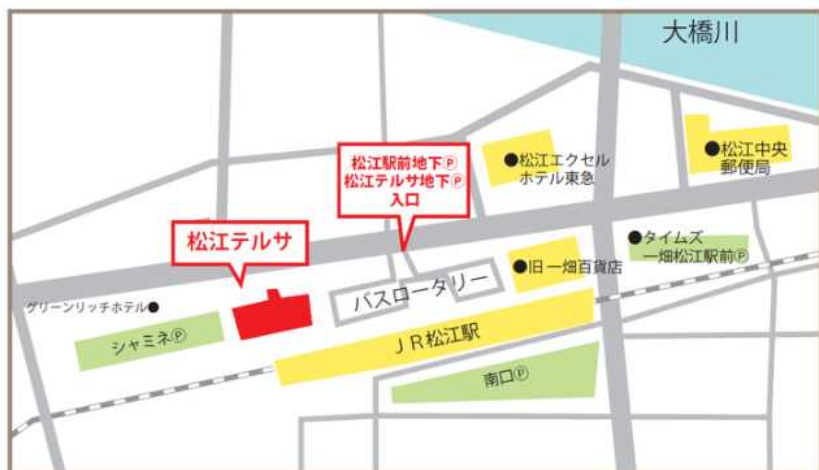 大橋川
松江駅前地下Ⓟ
松江テルサ地下Ⓟ
入口
●松江エクセル
ホテル東急
●松江中央
郵便局
松江テルサ
●タイムズ
一畑松江駅前Ⓟ
●旧一畑百貨店
バスロータリー
グリーンリッチホテル●
シャミネⓅ
ＪＲ松江駅
南口Ⓟ